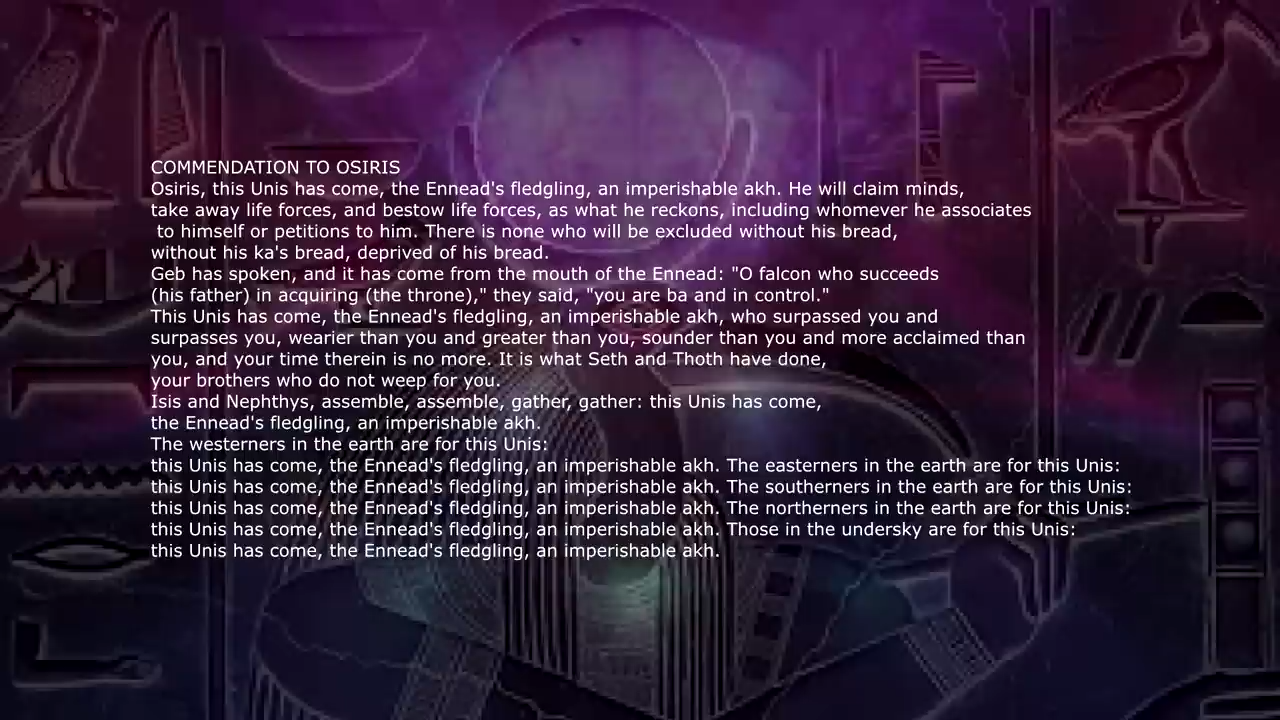 COMMENDATION TO OSIRIS
Osiris, this Unis has come, the Ennead's fledgling, an imperishable akh. He will claim minds,
take away life forces, and bestow life forces, as what he reckons, including whomever he associates
to himself or petitions to him. There is none who will be excluded without his bread,
without his ka's bread, deprived of his bread.
Geb has spoken, and it has come from the mouth of the Ennead: "O falcon who succeeds
(his father) in acquiring (the throne)," they said, "you are ba and in control."
This Unis has come, the Ennead's fledgling, an imperishable akh, who surpassed you and
surpasses you, wearier than you and greater than you, sounder than you and more acclaimed than
you, and your time therein is no more. It is what Seth and Thoth have done,
your brothers who do not weep for you.
Isis and Nephthys, assemble, assemble, gather, gather: this Unis has come,
the Ennead's fledgling, an imperishable akh.
The westerners in the earth are for this Unis:
this Unis has come, the Ennead's fledgling, an imperishable akh. The easterners in the earth are for this Unis:
this Unis has come, the Ennead's fledgling, an imperishable akh. The southerners in the earth are for this Unis:
this Unis has come, the Ennead's fledgling, an imperishable akh. The northerners in the earth are for this Unis:
this Unis has come, the Ennead's fledgling, an imperishable akh. Those in the undersky are for this Unis:
this Unis has come, the Ennead's fledgling, an imperishable akh.